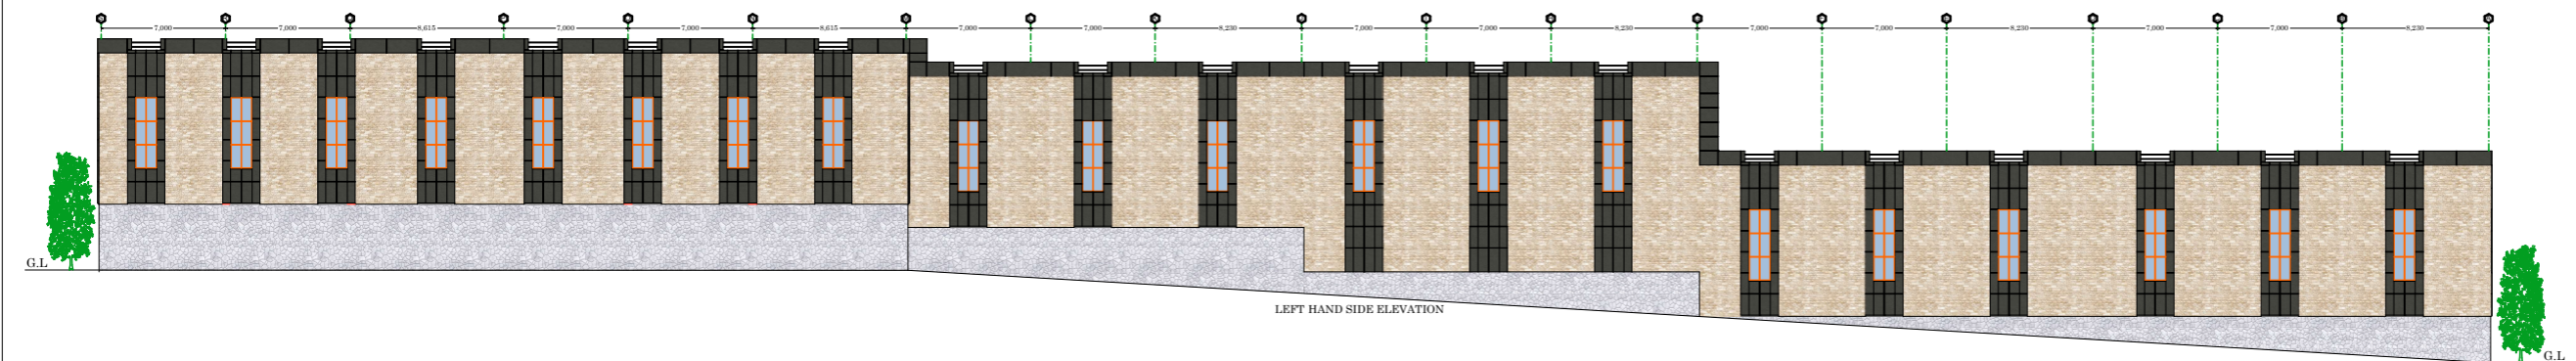 7,000 7,000 8,615 7,000 7,000 8,615 7,000 7,000 8,230 7,000 7,000 8,230 7,000 7,000 8,230 7,000 7,000 8,230
G.L
LEFT HAND SIDE ELEVATION
G.L